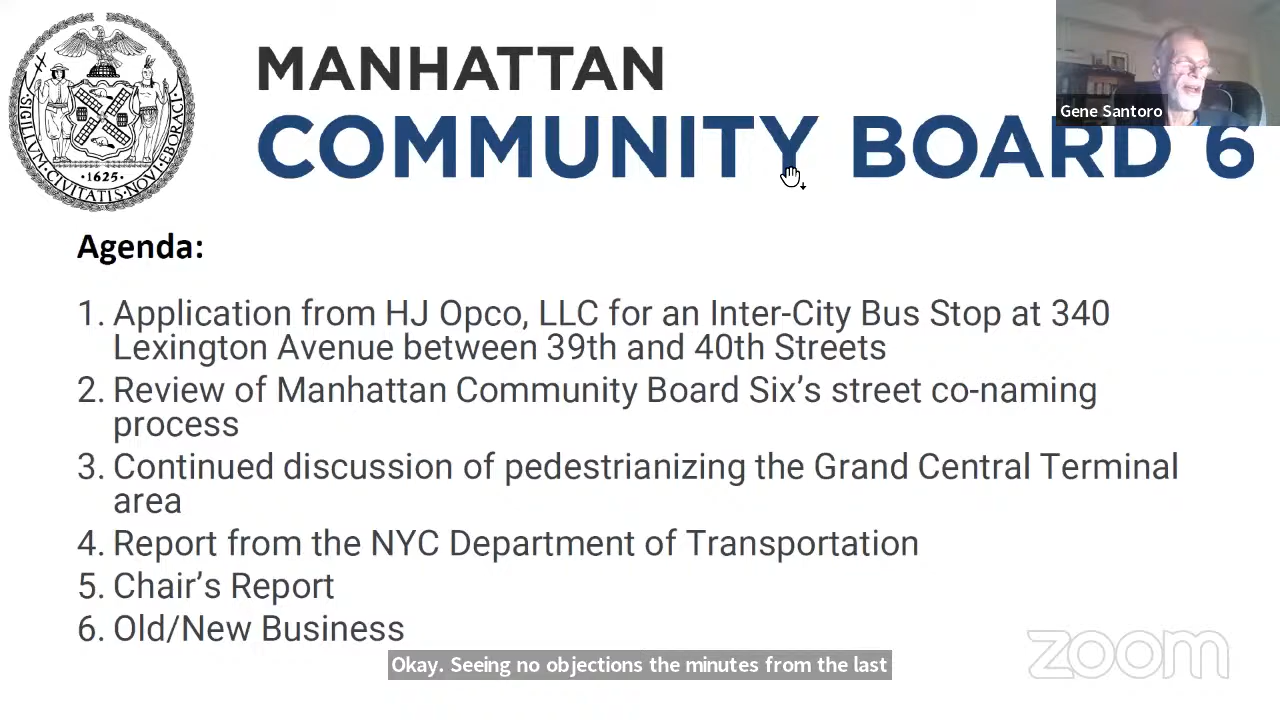 MANHATTAN
COMMUNITY BOARD 6
SIGILLUM CIVITATIS NOVI EBORACI
1625
Gene Santoro
Agenda:
1. Application from HJ Opco, LLC for an Inter-City Bus Stop at 340
Lexington Avenue between 39th and 40th Streets
2. Review of Manhattan Community Board Six’s street co-naming
process
3. Continued discussion of pedestrianizing the Grand Central Terminal
area
4. Report from the NYC Department of Transportation
5. Chair’s Report
6. Old/New Business
Okay. Seeing no objections the minutes from the last
zoom